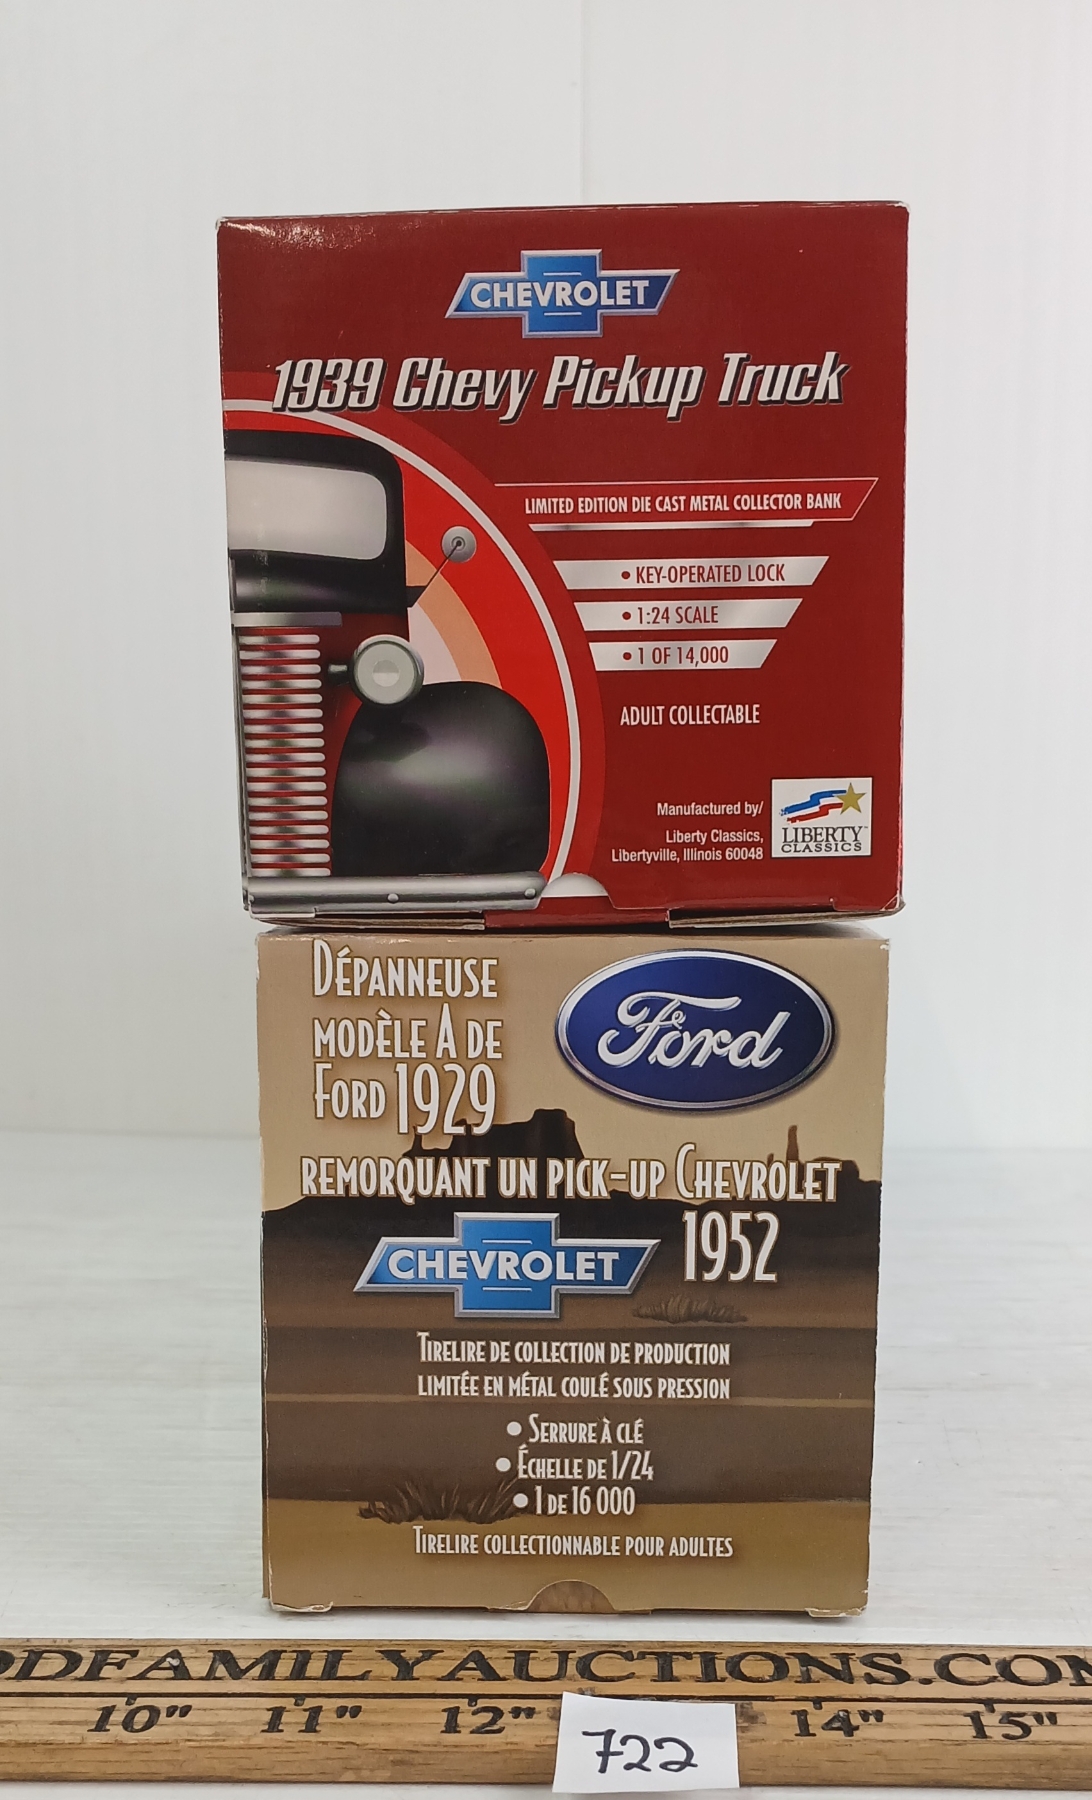 CHEVROLET
1939 Chevy Pickup Truck
LIMITED EDITION DIE CAST METAL COLLECTOR BANK
• KEY-OPERATED LOCK
• 1:24 SCALE
• 1 OF 14,000
ADULT COLLECTABLE
Manufactured by/
Liberty Classics,
Libertyville, Illinois 60048
LIBERTY™
CLASSICS
DÉPANNEUSE
MODÈLE A DE
FORD 1929
Ford
REMORQUANT UN PICK-UP CHEVROLET
1952
CHEVROLET
TIRELIRE DE COLLECTION DE PRODUCTION
LIMITÉE EN MÉTAL COULÉ SOUS PRESSION
• SERRURE À CLÉ
• ÉCHELLE DE 1/24
• 1 DE 16 000
TIRELIRE COLLECTIONNABLE POUR ADULTES
ODFAMILYAUCTIONS.COM
10" 11" 12" 14" 15"
722